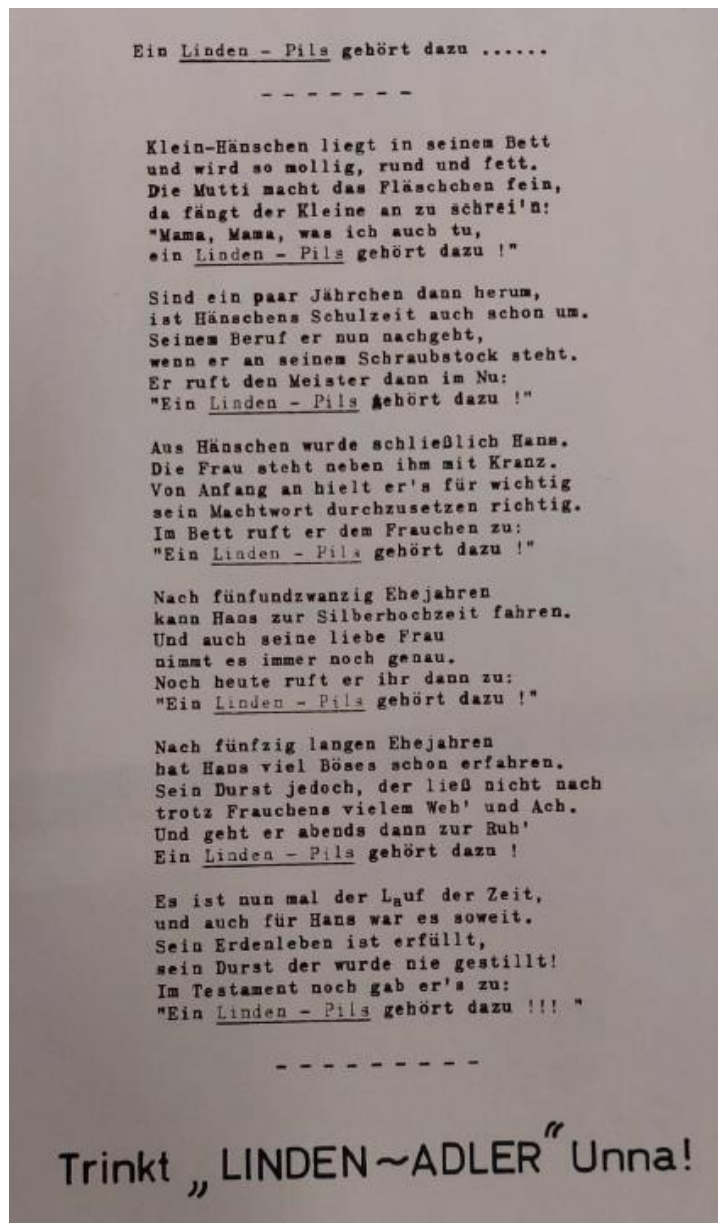 Ein Linden - Pils gehört dazu ......
- - - - - - -
Klein-Hänschen liegt in seinem Bett
und wird so mollig, rund und fett.
Die Mutti macht das Fläschchen fein,
da fängt der Kleine an zu schrei'n:
"Mama, Mama, was ich auch tu,
ein Linden - Pils gehört dazu !"
Sind ein paar Jährchen dann herum,
ist Hänschens Schulzeit auch schon um.
Seinem Beruf er nun nachgeht,
wenn er an seinem Schraubstock steht.
Er ruft den Meister dann im Nu:
"Ein Linden - Pils gehört dazu !"
Aus Hänschen wurde schließlich Hans.
Die Frau steht neben ihm mit Kranz.
Von Anfang an hielt er's für wichtig
sein Machtwort durchzusetzen richtig.
Im Bett ruft er dem Frauchen zu:
"Ein Linden - Pils gehört dazu !"
Nach fünfundzwanzig Ehejahren
kann Hans zur Silberhochzeit fahren.
Und auch seine liebe Frau
nimmt es immer noch genau.
Noch heute ruft er ihr dann zu:
"Ein Linden - Pils gehört dazu !"
Nach fünfzig langen Ehejahren
hat Hans viel Böses schon erfahren.
Sein Durst jedoch, der ließ nicht nach
trotz Frauchens vielem Weh' und Ach.
Und geht er abends dann zur Ruh'
Ein Linden - Pils gehört dazu !
Es ist nun mal der Lauf der Zeit,
und auch für Hans war es soweit.
Sein Erdenleben ist erfüllt,
sein Durst der wurde nie gestillt!
Im Testament noch gab er's zu:
"Ein Linden - Pils gehört dazu !!! "
- - - - - - - - -
Trinkt „LINDEN~ADLER" Unna!